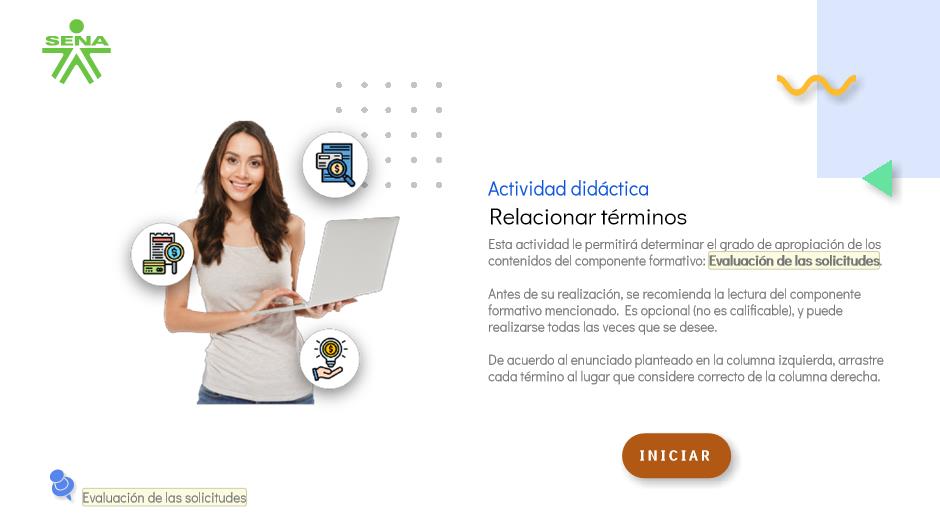 SENA
Actividad didáctica
Relacionar términos
Esta actividad le permitirá determinar el grado de apropiación de los
contenidos del componente formativo: Evaluación de las solicitudes.
Antes de su realización, se recomienda la lectura del componente
formativo mencionado. Es opcional (no es calificable), y puede
realizarse todas las veces que se desee.
De acuerdo al enunciado planteado en la columna izquierda, arrastre
cada término al lugar que considere correcto de la columna derecha.
INICIAR
Evaluación de las solicitudes